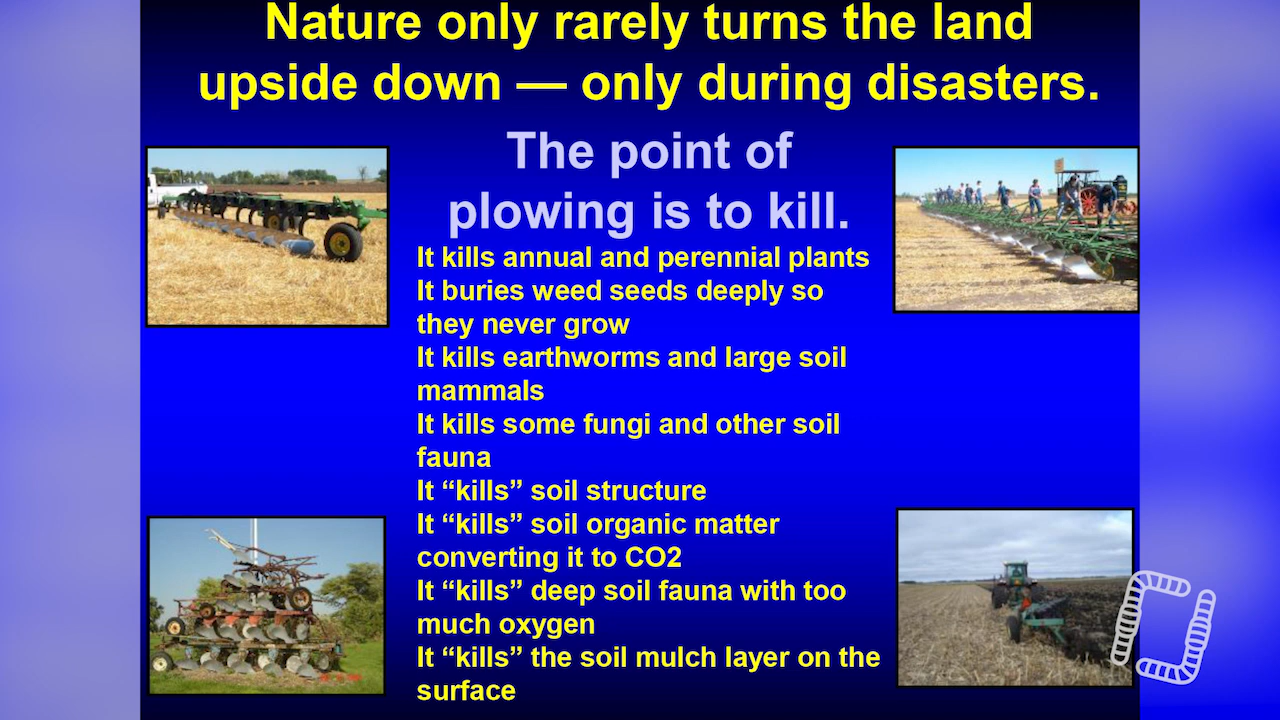 Nature only rarely turns the land
upside down — only during disasters.
The point of
plowing is to kill.
It kills annual and perennial plants
It buries weed seeds deeply so
they never grow
It kills earthworms and large soil
mammals
It kills some fungi and other soil
fauna
It “kills” soil structure
It “kills” soil organic matter
converting it to CO2
It “kills” deep soil fauna with too
much oxygen
It “kills” the soil mulch layer on the
surface